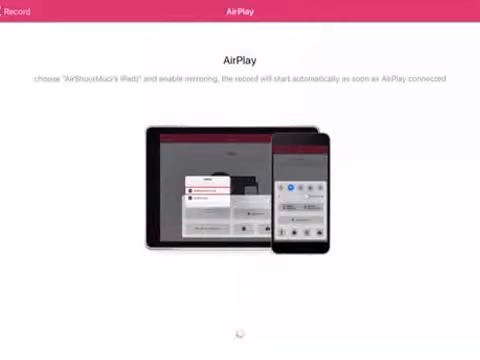 Record
AirPlay
AirPlay
choose "AirShou(Muci's iPad)" and enable mirroring, the record will start automatically as soon as AirPlay connected